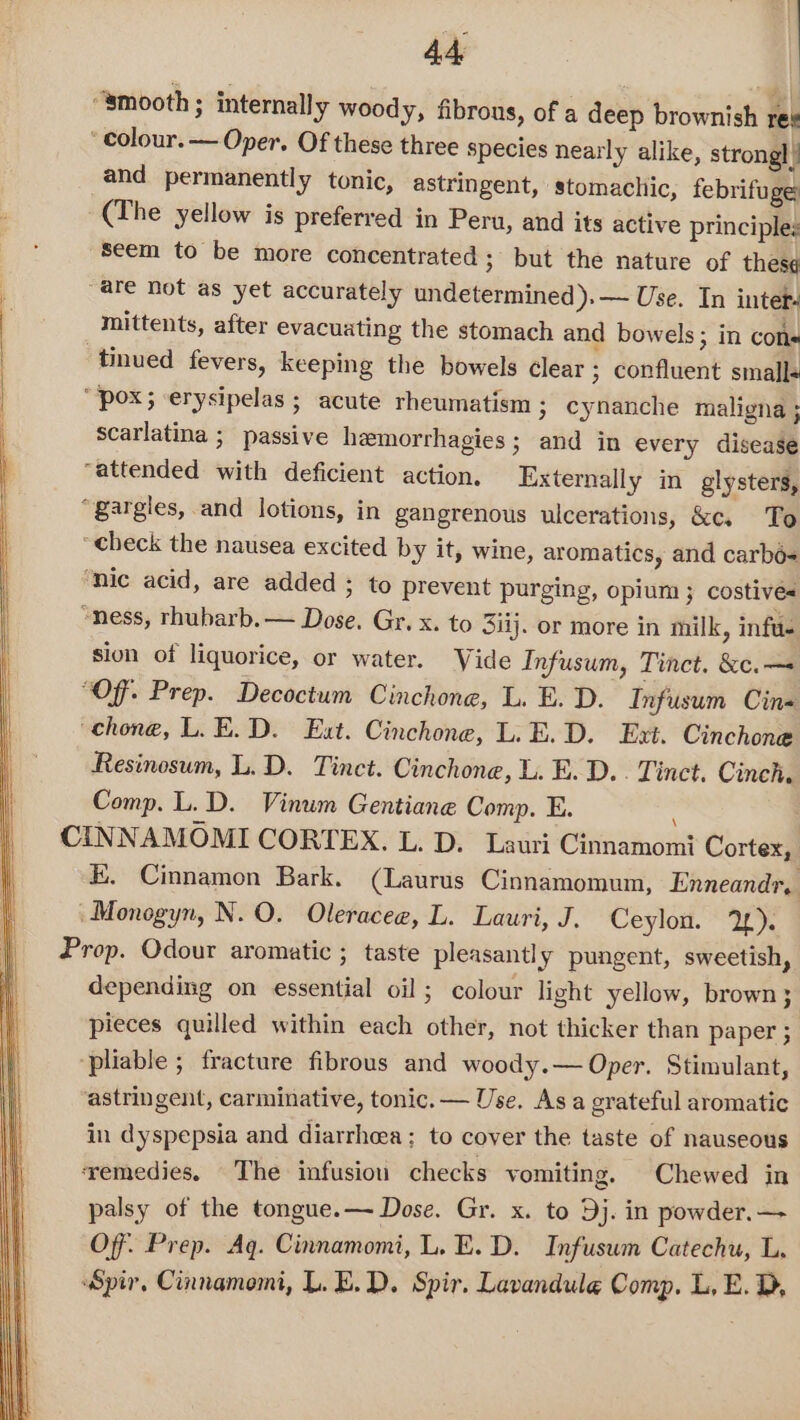 44
smooth; internally woody, fibrous, of a deep brownish
colour. — Oper. Of these three species nearly alike, strongly
and permanently tonic, astringent, stomachic, febrifuge
(The yellow is preferred in Peru, and its active principles
seem to be more concentrated; but the nature of these
are not as yet accurately undetermined). — Use. In inter-
mittents, after evacuating the stomach and bowels; in con-
tinued fevers, keeping the bowels clear; confluent small-
pox; erysipelas; acute rheumatism; cynanche maligna;
scarlatina; passive hæmorrhagies; and in every disease
attended with deficient action. Externally in glysters,
gargles, and lotions, in gangrenous ulcerations, &c. To
check the nausea excited by it, wine, aromatics, and carbo-
nic acid, are added; to prevent purging, opium; costive-
ness, rhubarb. — Dose. Gr. x. to ʒiij. or more in milk, infu-
sion of liquorice, or water. Vide Infusum, Tinct. &c. —
Off. Prep. Decoctum Cinchonæ, L. E. D. Infusum Cin-
chonæ, L. E. D. Ext. Cinchonæ, L. E. D. Ext. Cinchonæ
Resinosum, L. D. Tinct. Cinchonæ, L. E. D. Tinct. Cinch.
Comp. L. D. Vinum Gentianæ Comp. E.
CINNAMOMI CORTEX. L. D. Lauri Cinnamomi Cortex,
E. Cinnamon Bark. (Laurus Cinnamomum, Enneandr.
Monogyn, N. O. Oleraceæ, L. Lauri, J. Ceylon. ♃).
Prop. Odour aromatic; taste pleasantly pungent, sweetish,
depending on essential oil; colour light yellow, brown;
pieces quilled within each other, not thicker than paper;
pliable; fracture fibrous and woody. — Oper. Stimulant,
astringent, carminative, tonic. — Use. As a grateful aromatic
in dyspepsia and diarrhœa; to cover the taste of nauseous
remedies. The infusion checks vomiting. Chewed in
palsy of the tongue. — Dose. Gr. x. to ℈j. in powder. —
Off. Prep. Aq. Cinnamomi, L. E. D. Infusum Catechu, L.
Spir. Cinnamomi, L. E. D. Spir. Lavandulæ Comp. L. E. D.